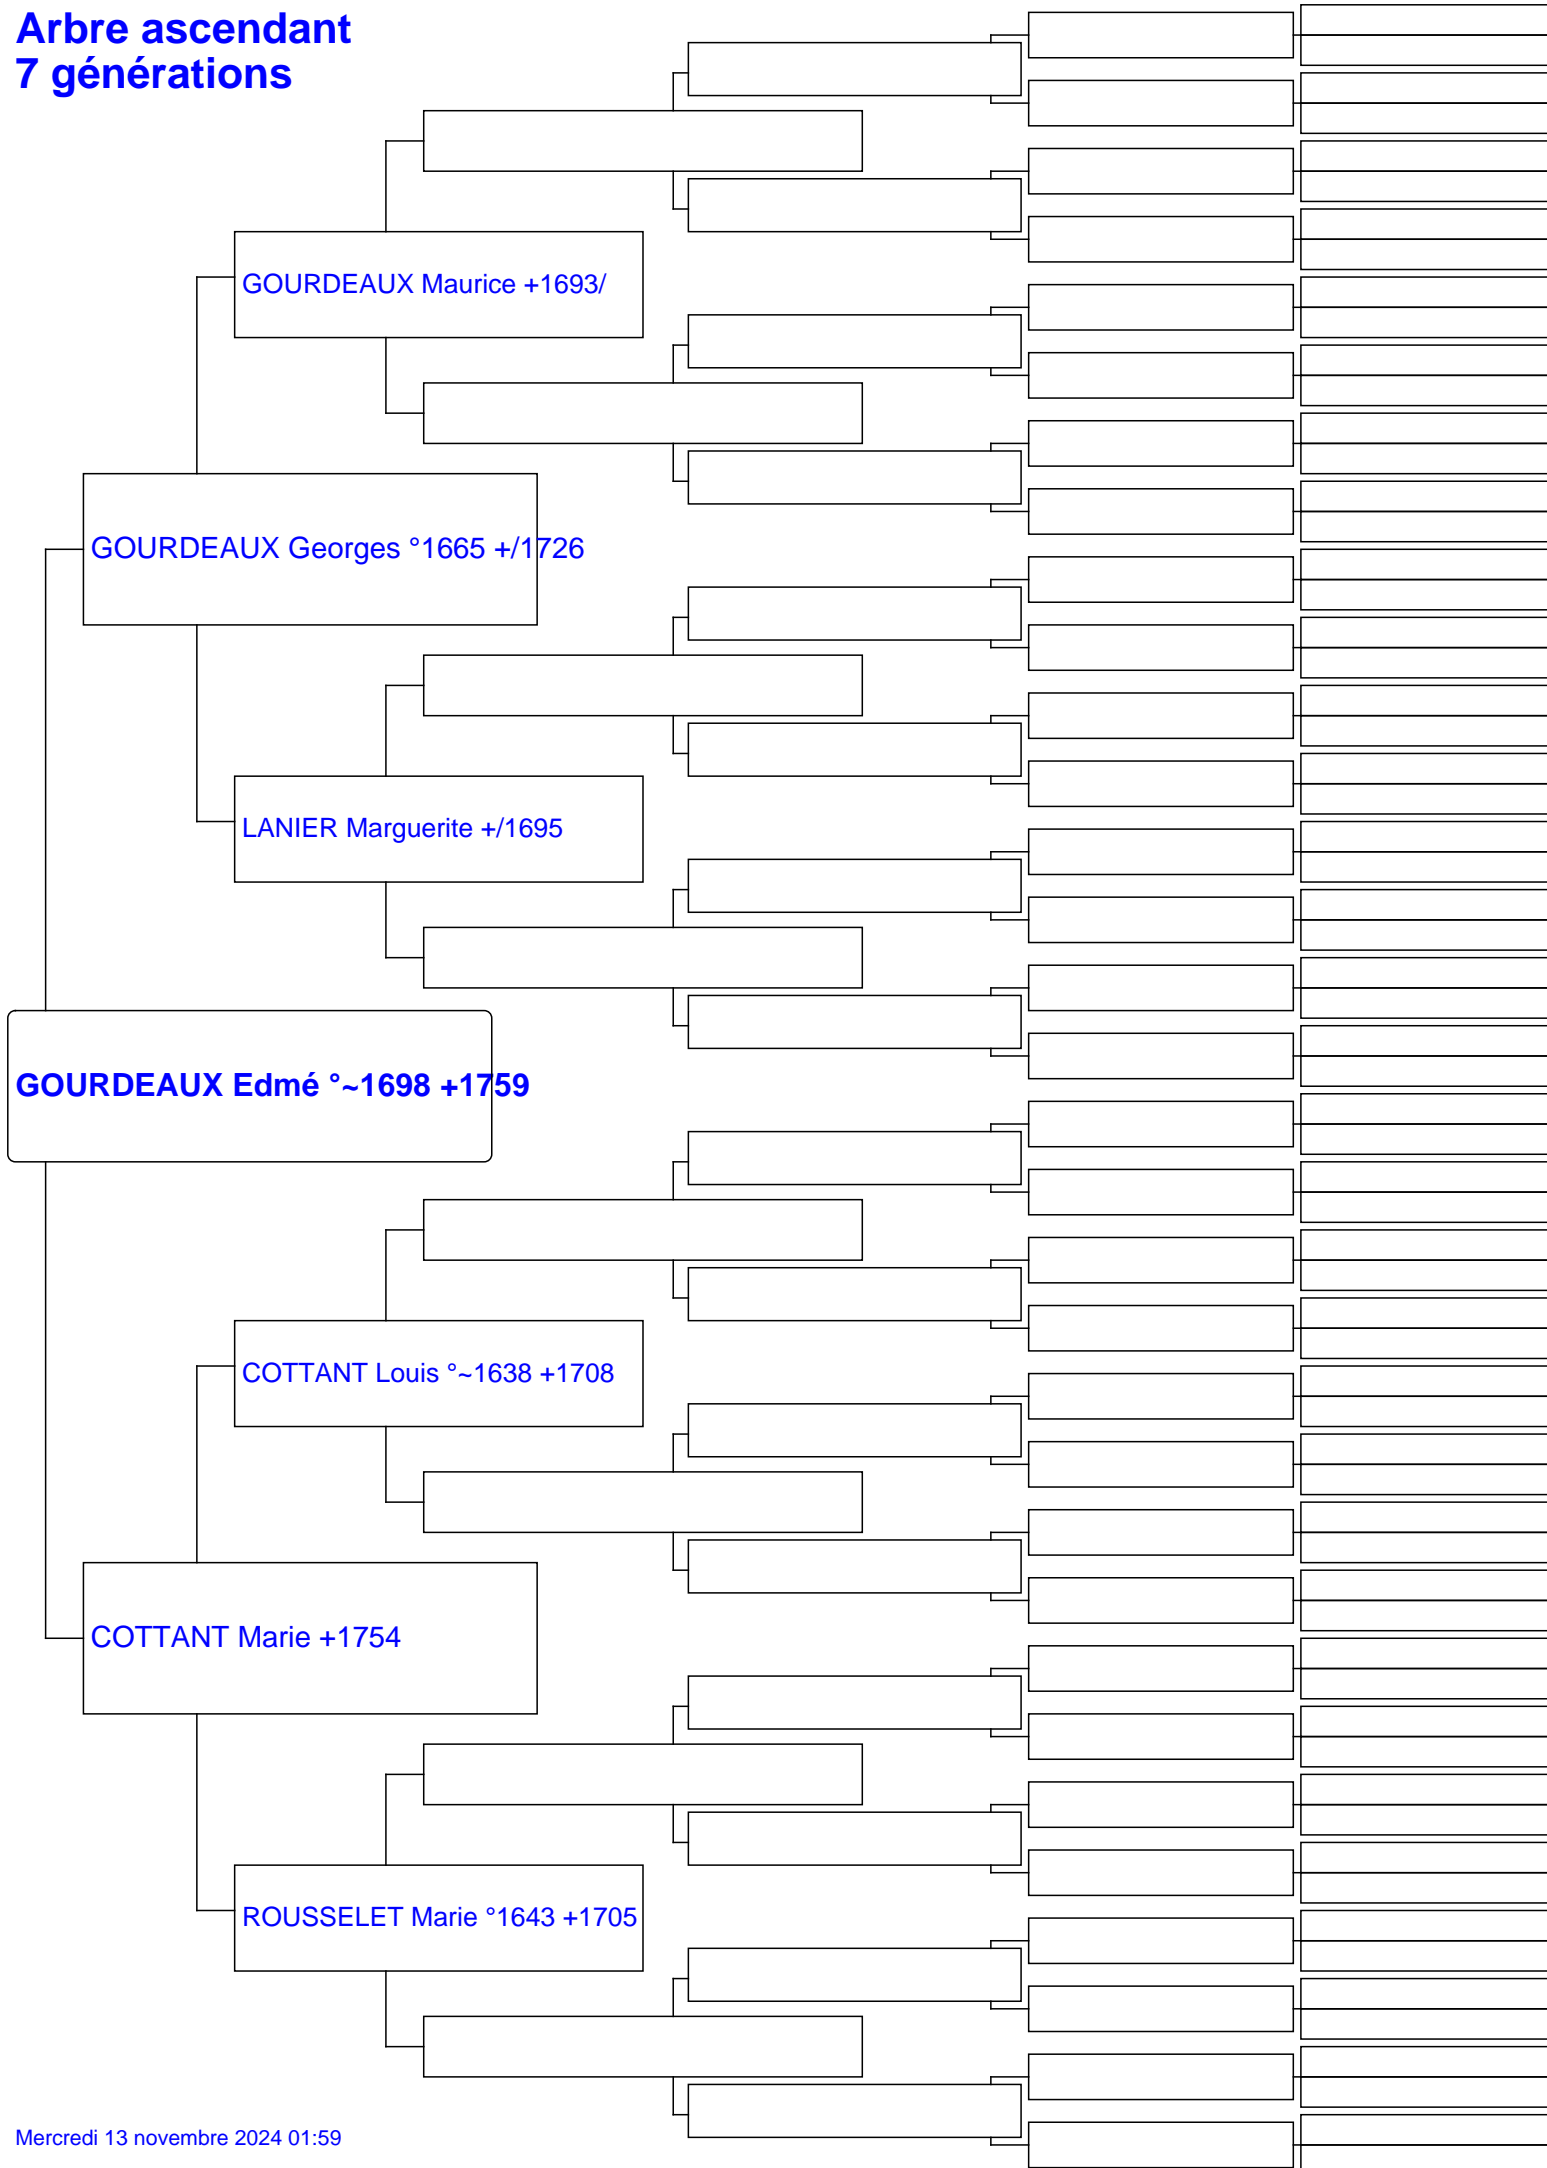 Arbre ascendant
7 générations
GOURDEAUX Maurice +1693/
GOURDEAUX Georges °1665 +/1726
LANIER Marguerite +/1695
GOURDEAUX Edmé °~1698 +1759
COTTANT Louis °~1638 +1708
COTTANT Marie +1754
ROUSSELET Marie °1643 +1705
Mercredi 13 novembre 2024 01:59